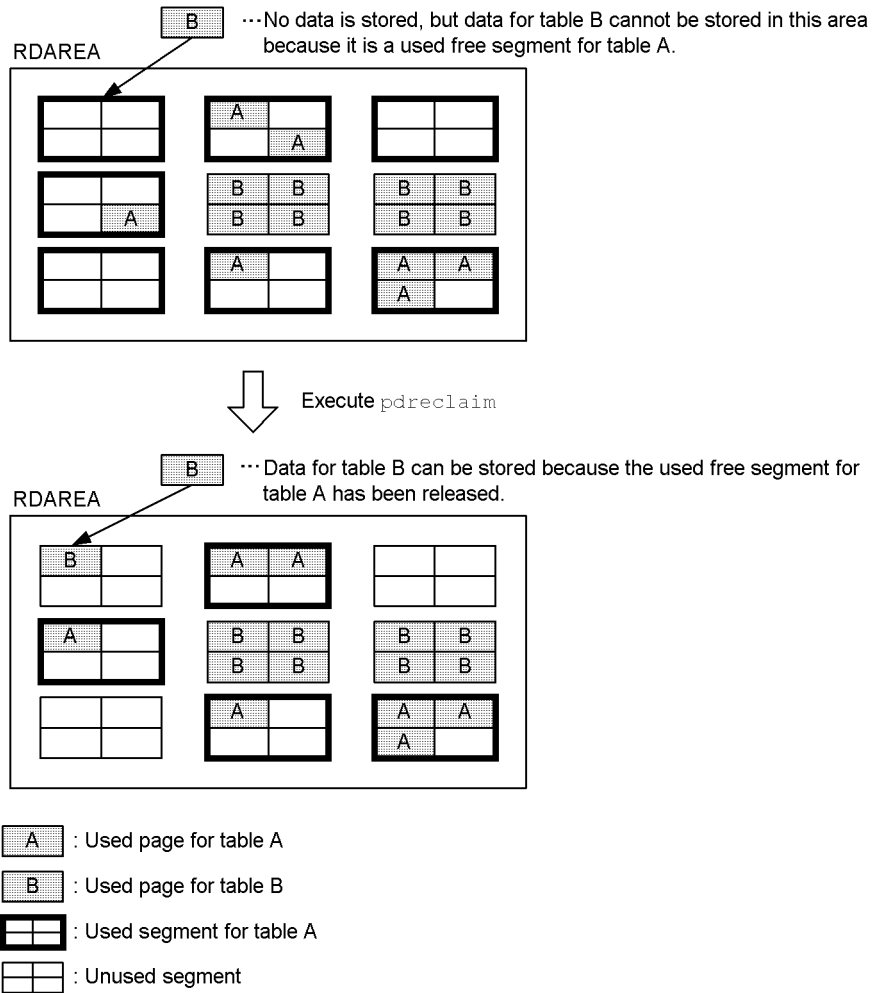 B ···No data is stored, but data for table B cannot be stored in this area
because it is a used free segment for table A.
RDAREA
A
A
B B B B
A B B B B
A A A
A
Execute pdreclaim
B ···Data for table B can be stored because the used free segment for
table A has been released.
RDAREA
B A A
A B B B B
B B B B
A A A
A
A : Used page for table A
B : Used page for table B
: Used segment for table A
: Unused segment